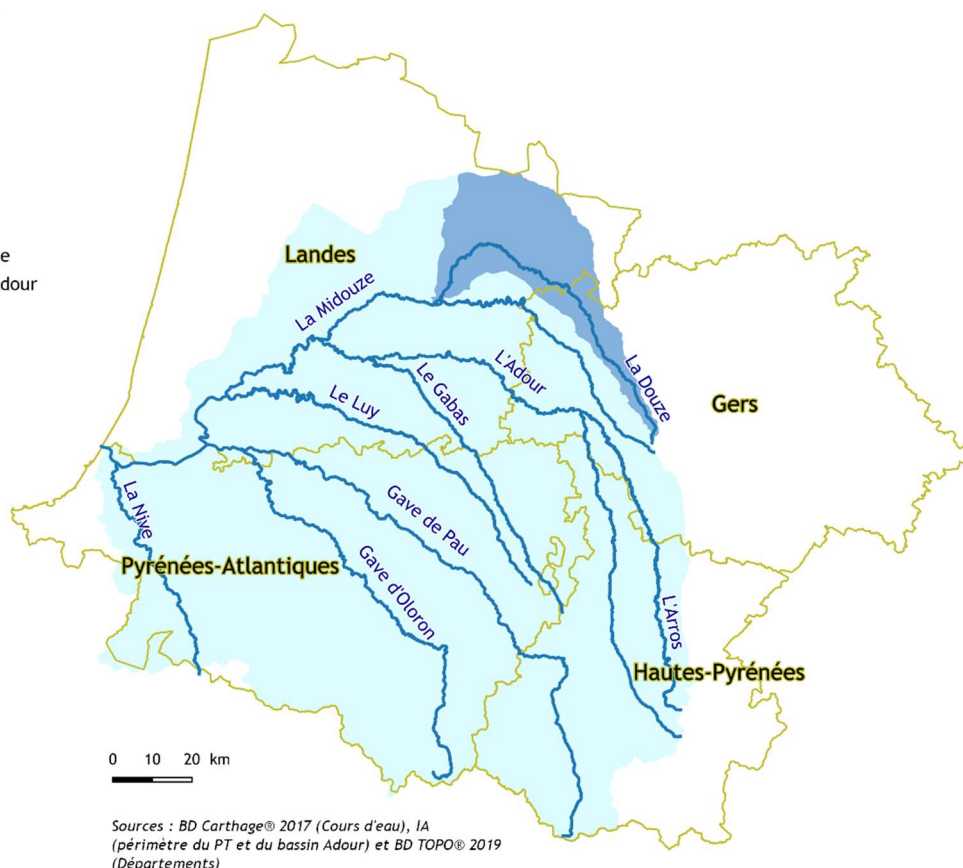 e
dour
Landes
La Midouze
L'Adour
Le Gabas
La Douze
Le Luy
Gers
Gave de Pau
La Nive
Gave d'Oloron
Pyrénées-Atlantiques
L'Arros
Hautes-Pyrénées
0 10 20 km
Sources : BD Carthage® 2017 (Cours d'eau), IA
(périmètre du PT et du bassin Adour) et BD TOPO® 2019
(Départements)